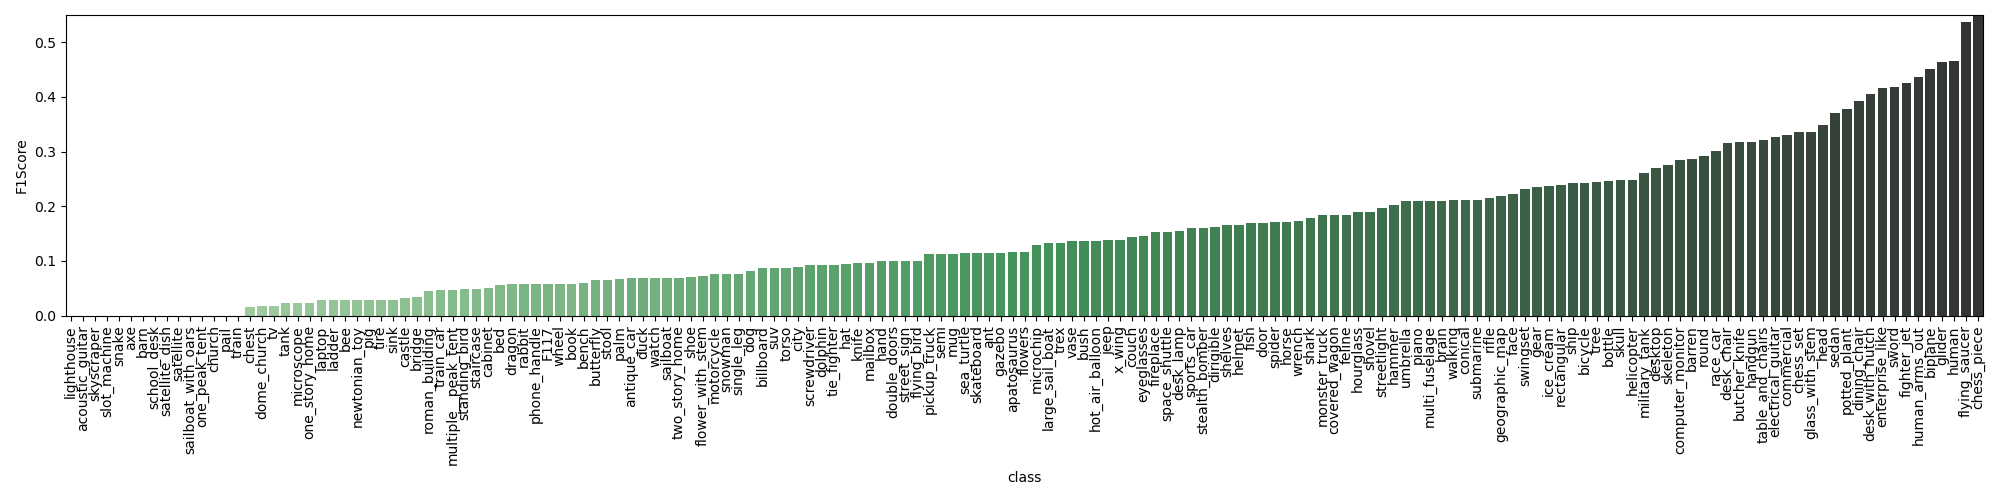 F1Score
0.5
0.4
0.3
0.2
0.1
0.0
lighthouse
acoustic_guitar
skyscraper
slot_machine
snake
axe
barn
school_desk
satellite_dish
satellite
sailboat_with_oars
one_peak_tent
church
pail
train
chest
dome_church
tv
tank
microscope
one_story_home
laptop
ladder
bee
newtonian_toy
pig
tire
sink
castle
bridge
roman_building
train_car
multiple__peak_tent
standing_bird
staircase
cabinet
bed
dragon
rabbit
phone_handle
F117
wheel
book
bench
butterfly
stool
palm
antique_car
duck
watch
sailboat
two_story_home
shoe
flower_with_stem
motorcycle
snowman
single_leg
dog
billboard
suv
torso
city
screwdriver
dolphin
tie_fighter
hat
knife
mailbox
hand
double_doors
street_sign
flying_bird
pickup_truck
semi
mug
sea_turtle
skateboard
ant
gazebo
apatosaurus
flowers
microchip
large_sail_boat
trex
vase
bush
hot_air_balloon
jeep
x_wing
couch
eyeglasses
fireplace
space_shuttle
desk_lamp
sports_car
stealth_bomber
dirigible
shelves
helmet
fish
door
spider
horse
wrench
shark
monster_truck
covered_wagon
feline
hourglass
shovel
streetlight
hammer
umbrella
piano
multi_fuselage
brain
walking
conical
submarine
rifle
geographic_map
face
swingset
gear
ice_cream
rectangular
ship
bicycle
tree
bottle
skull
helicopter
military_tank
desktop
skeleton
computer_monitor
barren
round
race_car
desk_chair
butcher_knife
handgun
table_and_chairs
electrical_guitar
commercial
chess_set
glass_with_stem
head
sedan
potted_plant
dining_chair
desk_with_hutch
enterprise_like
sword
fighter_jet
human_arms_out
biplane
glider
human
flying_saucer
chess_piece
class